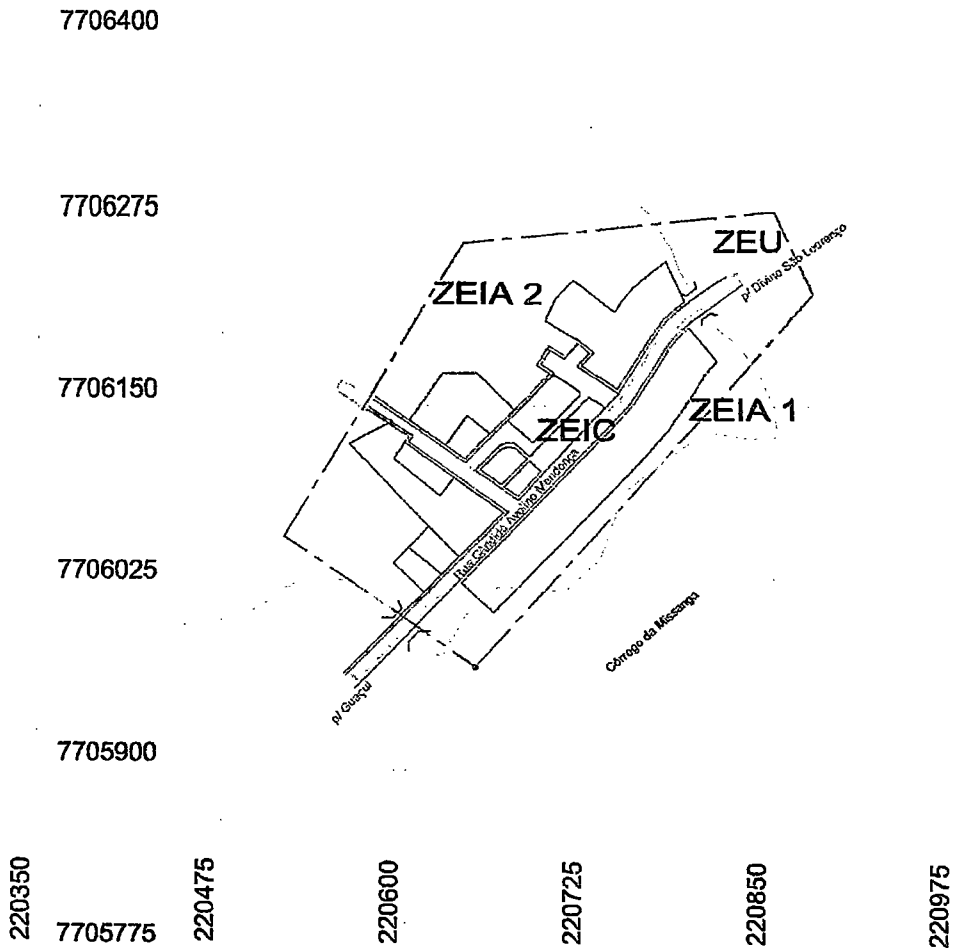 7706400
7706275
ZEU
p/ Divino São Lourenço
ZEIA 2
7706150
ZEIA 1
ZEIC
Rua Cândido Avelino Mendonça
7706025
Córrego da Missanga
p/ Guaçuí
7705900
220350
220475
220600
220725
220850
220975
7705775